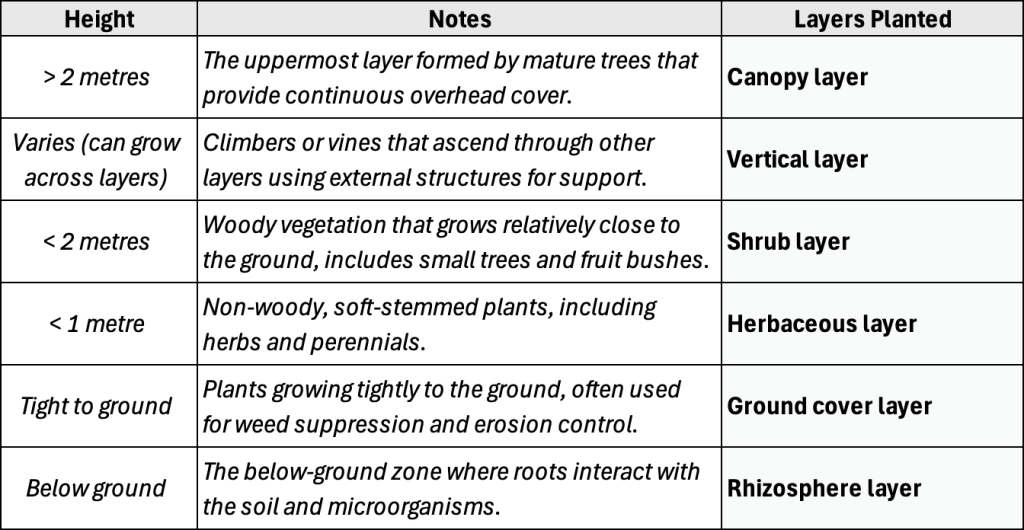 Height Notes Layers Planted
> 2 metres
The uppermost layer formed by mature trees that
provide continuous overhead cover.
Canopy layer
Varies (can grow
across layers)
Climbers or vines that ascend through other
layers using external structures for support.
Vertical layer
< 2 metres
Woody vegetation that grows relatively close to
the ground, includes small trees and fruit bushes.
Shrub layer
< 1 metre
Non-woody, soft-stemmed plants, including
herbs and perennials.
Herbaceous layer
Tight to ground
Plants growing tightly to the ground, often used
for weed suppression and erosion control.
Ground cover layer
Below ground
The below-ground zone where roots interact with
the soil and microorganisms.
Rhizosphere layer